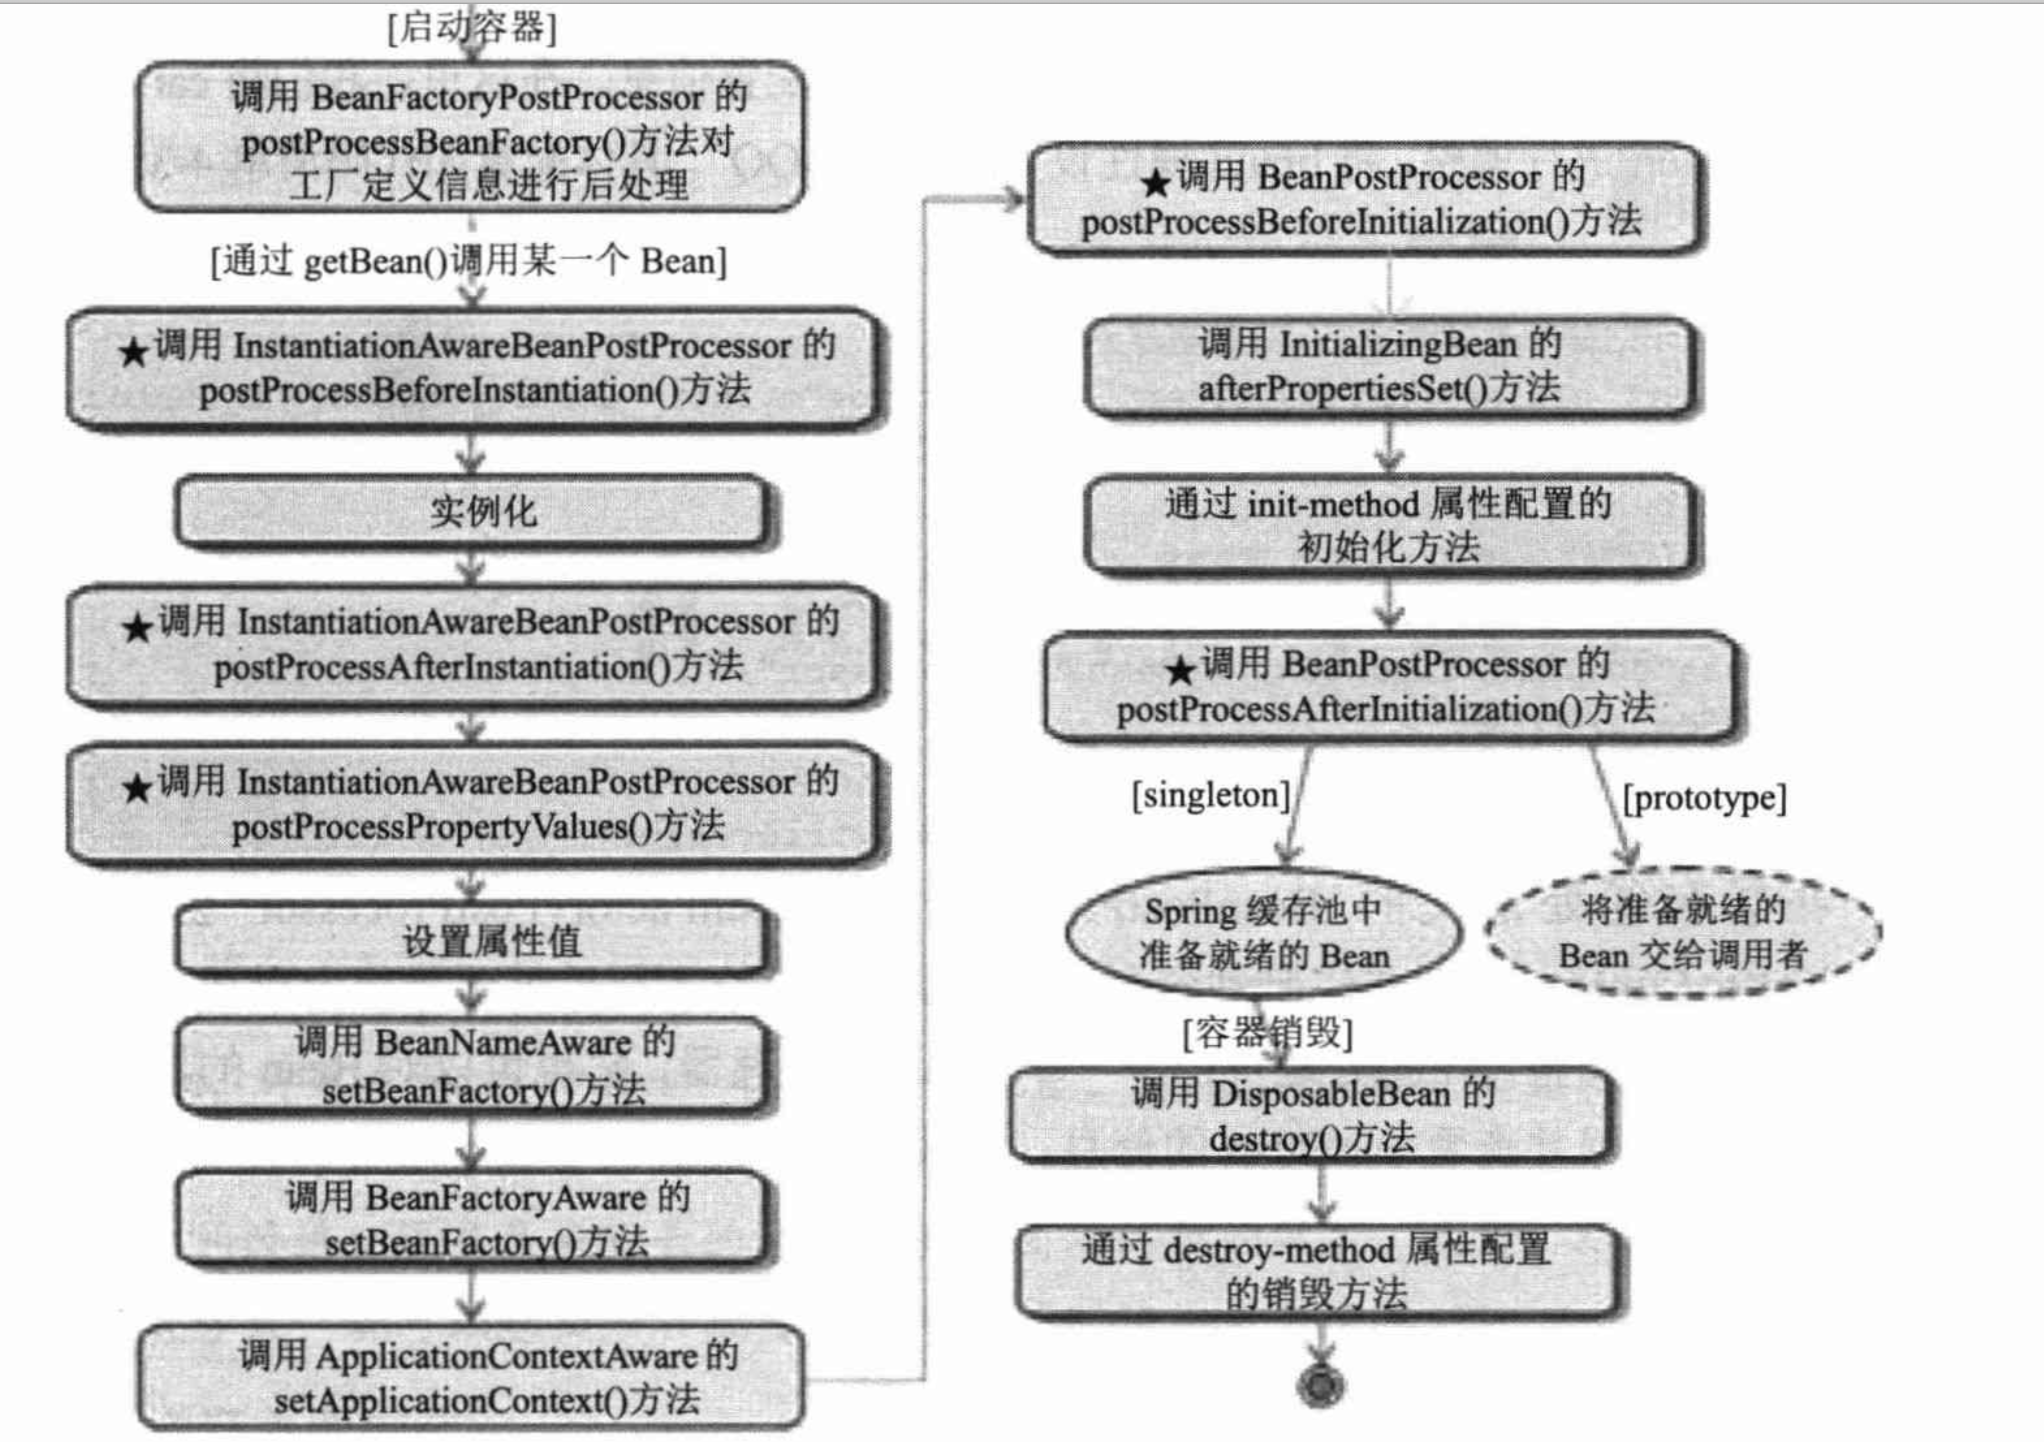 [启动容器]
调用 BeanFactoryPostProcessor 的
postProcessBeanFactory()方法对
工厂定义信息进行后处理
[通过 getBean()调用某一个 Bean]
★调用 InstantiationAwareBeanPostProcessor 的
postProcessBeforeInstantiation()方法
实例化
★调用 InstantiationAwareBeanPostProcessor 的
postProcessAfterInstantiation()方法
★调用 InstantiationAwareBeanPostProcessor 的
postProcessPropertyValues()方法
设置属性值
调用 BeanNameAware 的
setBeanFactory()方法
调用 BeanFactoryAware 的
setBeanFactory()方法
调用 ApplicationContextAware 的
setApplicationContext()方法
★调用 BeanPostProcessor 的
postProcessBeforeInitialization()方法
调用 InitializingBean 的
afterPropertiesSet()方法
通过 init-method 属性配置的
初始化方法
★调用 BeanPostProcessor 的
postProcessAfterInitialization()方法
[singleton]
[prototype]
Spring 缓存池中
准备就绪的 Bean
将准备就绪的
Bean 交给调用者
[容器销毁]
调用 DisposableBean 的
destroy()方法
通过 destroy-method 属性配置
的销毁方法